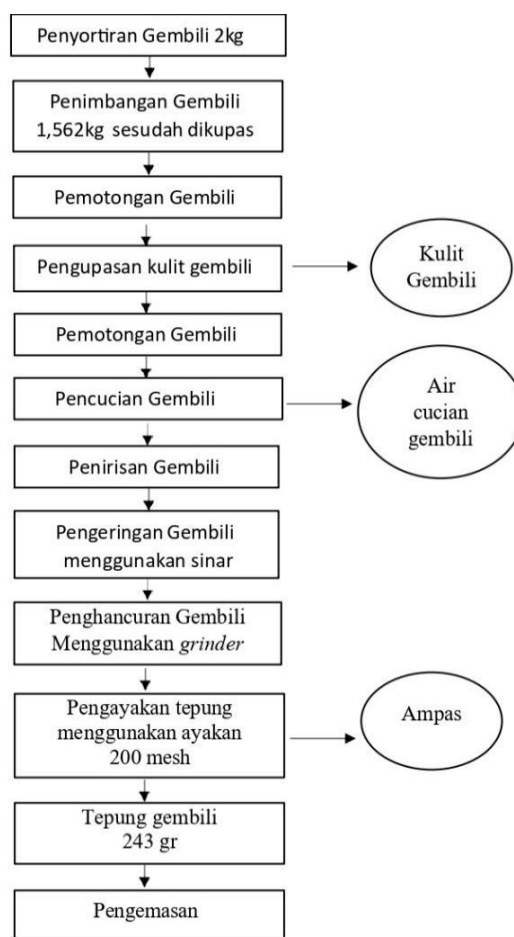 Penyortiran Gembili 2kg
Penimbangan Gembili
1,562kg sesudah dikupas
Pemotongan Gembili
Pengupasan kulit gembili
Kulit
Gembili
Pemotongan Gembili
Pencucian Gembili
Air
cucian
gembili
Penirisan Gembili
Pengeringan Gembili
menggunakan sinar
Penghancuran Gembili
Menggunakan grinder
Pengayakan tepung
menggunakan ayakan
200 mesh
Ampas
Tepung gembili
243 gr
Pengemasan